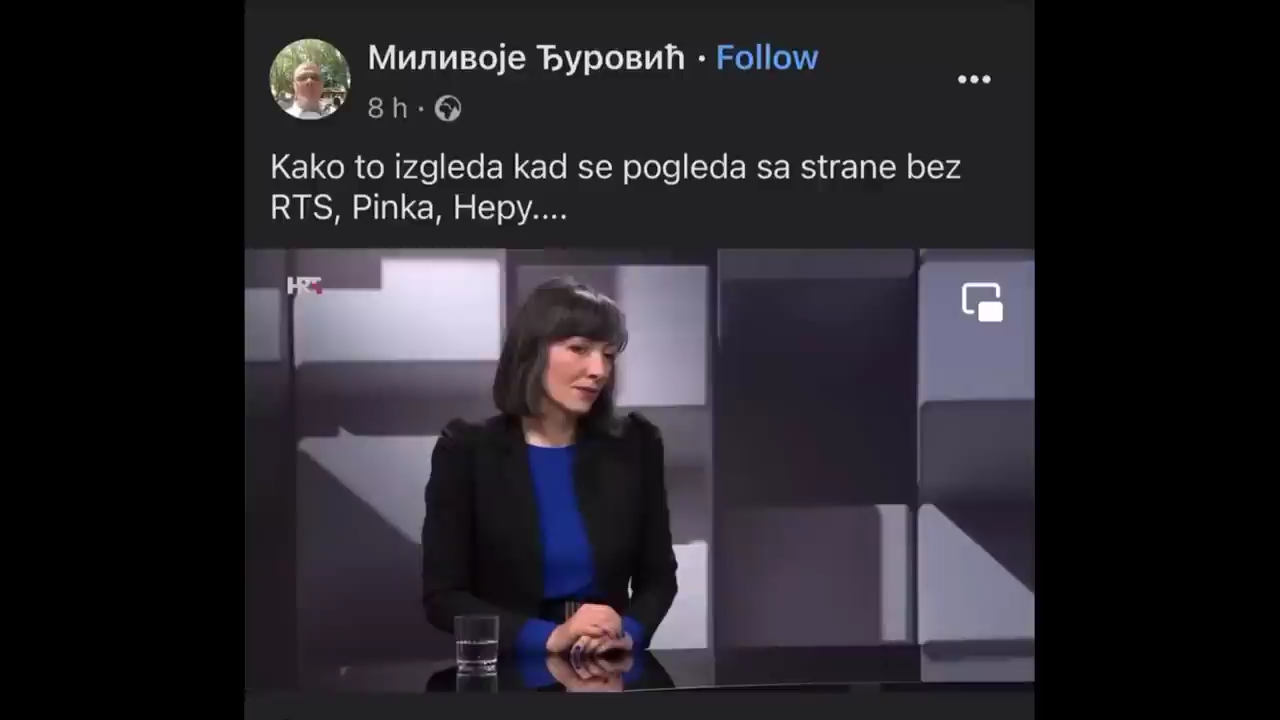 Миливоје Ђуровић · Follow
8 h ·
Kako to izgleda kad se pogleda sa strane bez
RTS, Pinka, Hepy....
HRT